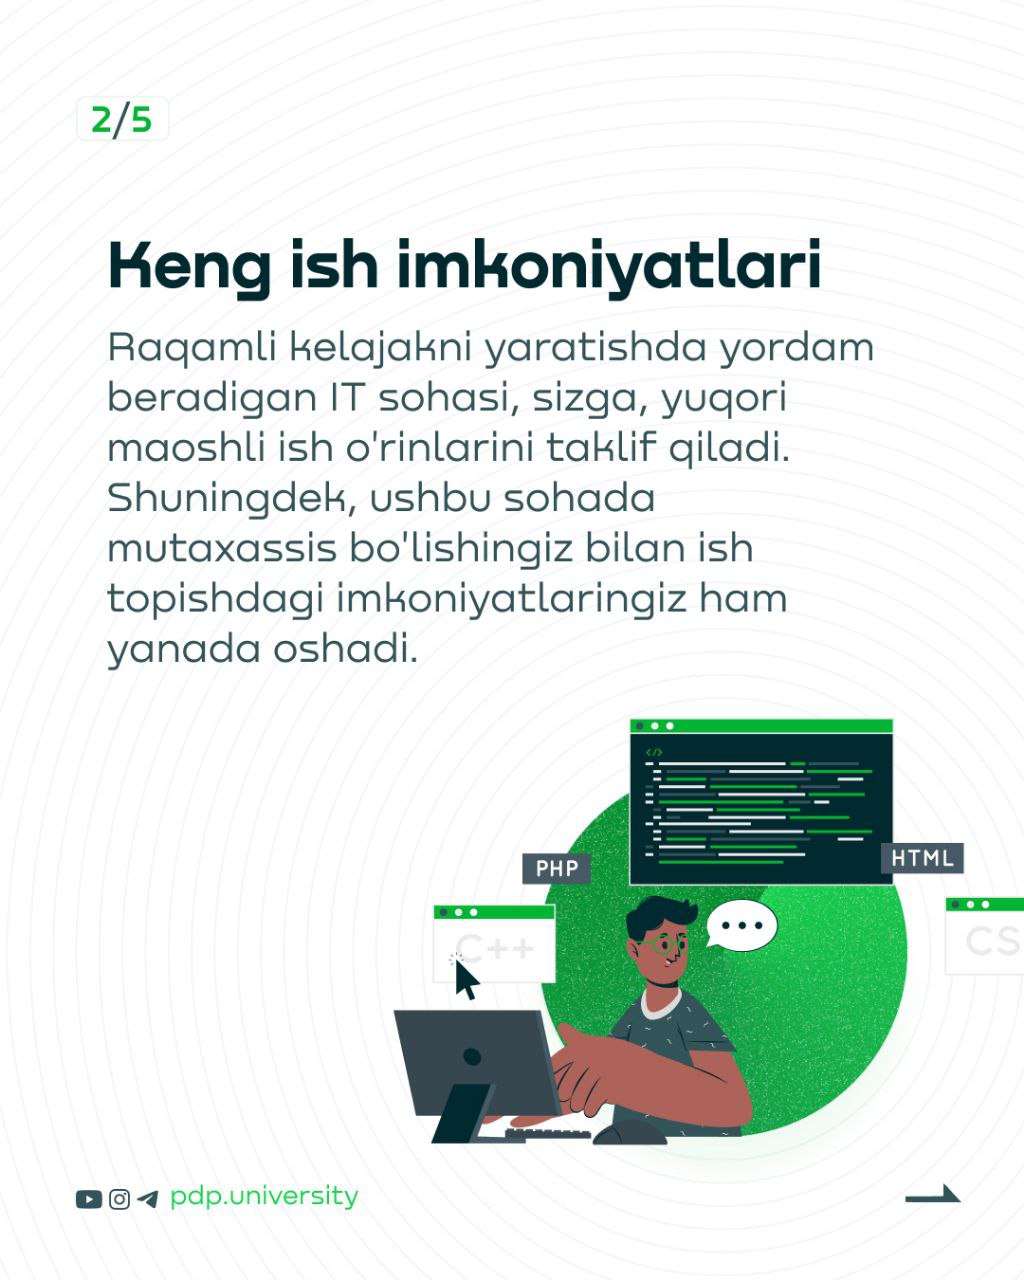 2/5
Keng ish imkoniyatlari
Raqamli kelajakni yaratishda yordam
beradigan IT sohasi, sizga, yuqori
maoshli ish o'rinlarini taklif qiladi.
Shuningdek, ushbu sohada
mutaxassis bo'lishingiz bilan ish
topishdagi imkoniyatlaringiz ham
yanada oshadi.
</>
PHP
HTML
C++
CS
pdp.university